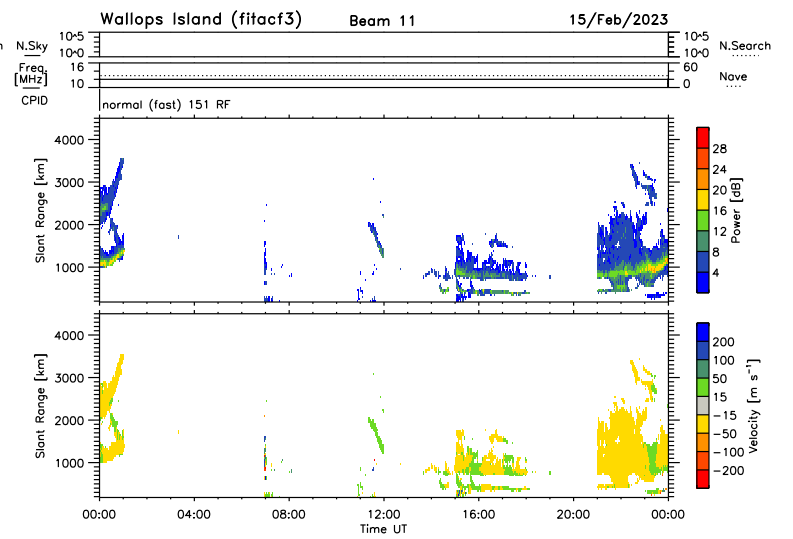 Wallops Island (fitacf3) Beam 11 15/Feb/2023
n N.Sky 10^5 10^5 N.Search
10^0 10^0
Freq. [MHz] 16 60 Nave
10 0
CPID normal (fast) 151 RF
Slant Range [km]
4000
3000
2000
1000
28
24
20
16
12
8
4
Power [dB]
Slant Range [km]
4000
3000
2000
1000
200
100
50
15
-15
-50
-100
-200
Velocity [m s⁻¹]
00:00 04:00 08:00 12:00 16:00 20:00 00:00
Time UT